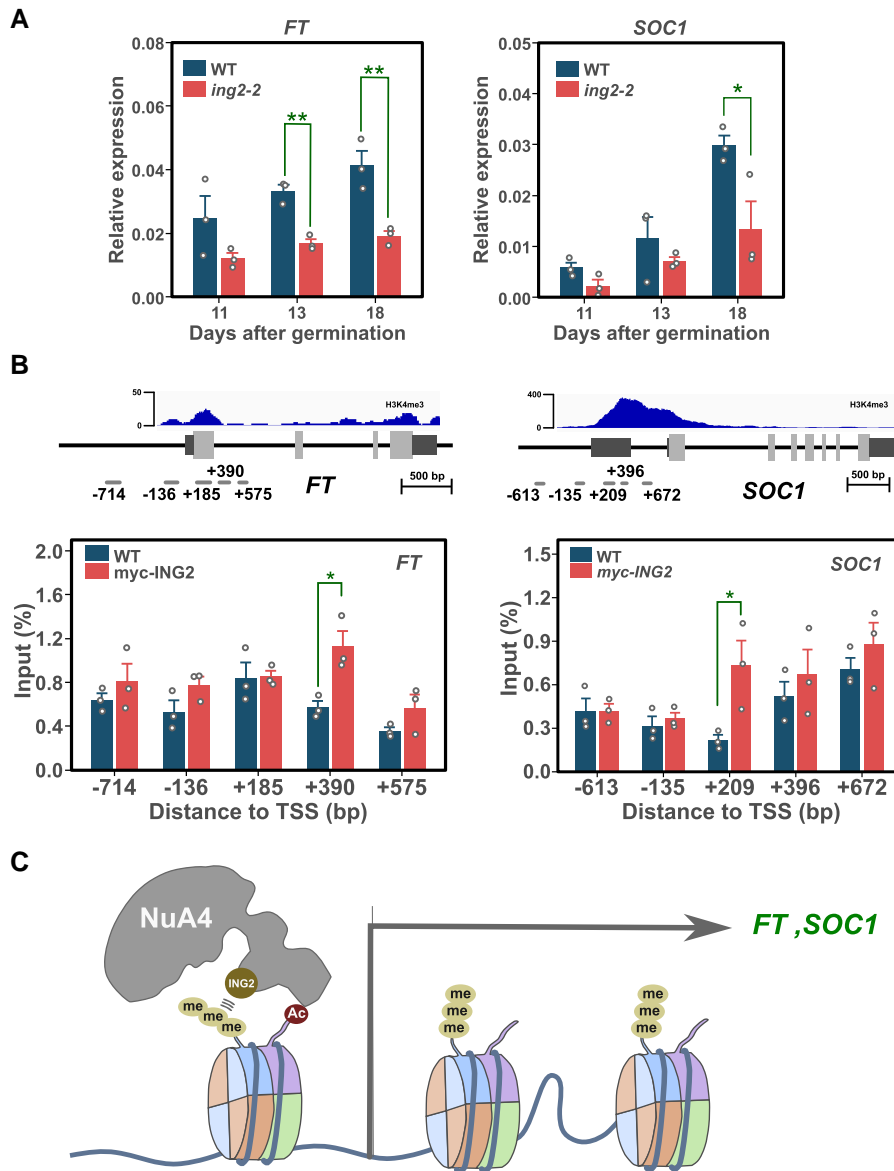 A
FT
SOC1
0.08
0.06
0.04
0.02
0.00
Relative expression
WT
ing2-2
**
**
11
13
18
Days after germination
0.05
0.04
0.03
0.02
0.01
0.00
Relative expression
WT
ing2-2
*
11
13
18
Days after germination
B
50
0
H3K4me3
+390
-714
-136
+185
+575
FT
500 bp
400
0
H3K4me3
+396
-613
-135
+209
+672
SOC1
500 bp
2.0
1.6
1.2
0.8
0.4
0.0
Input (%)
WT
myc-ING2
FT
*
-714
-136
+185
+390
+575
Distance to TSS (bp)
1.5
1.2
0.9
0.6
0.3
0.0
Input (%)
WT
myc-ING2
SOC1
*
-613
-135
+209
+396
+672
Distance to TSS (bp)
C
NuA4
ING2
me
me
me
Ac
FT ,SOC1
me
me
me
me
me
me